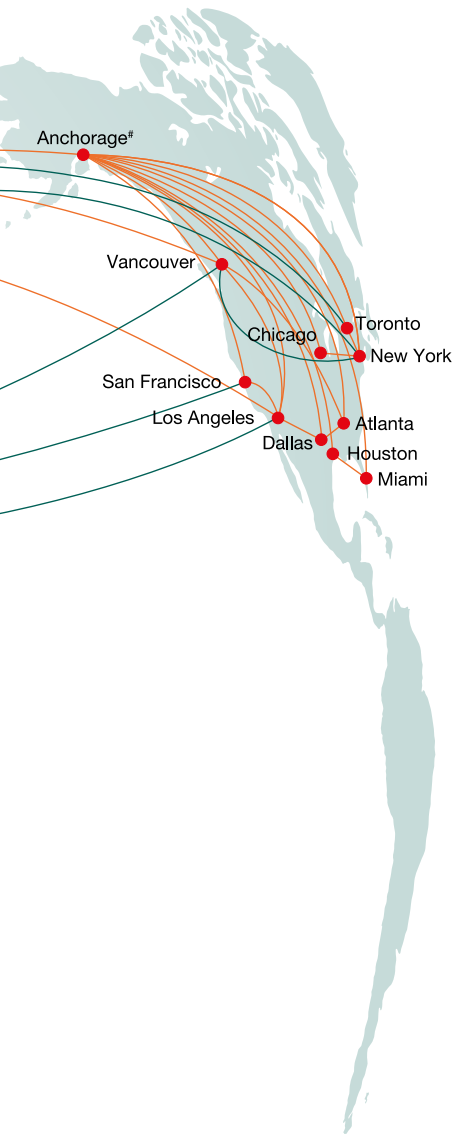 Anchorage#
Vancouver
Toronto
Chicago
New York
San Francisco
Los Angeles
Atlanta
Dallas
Houston
Miami